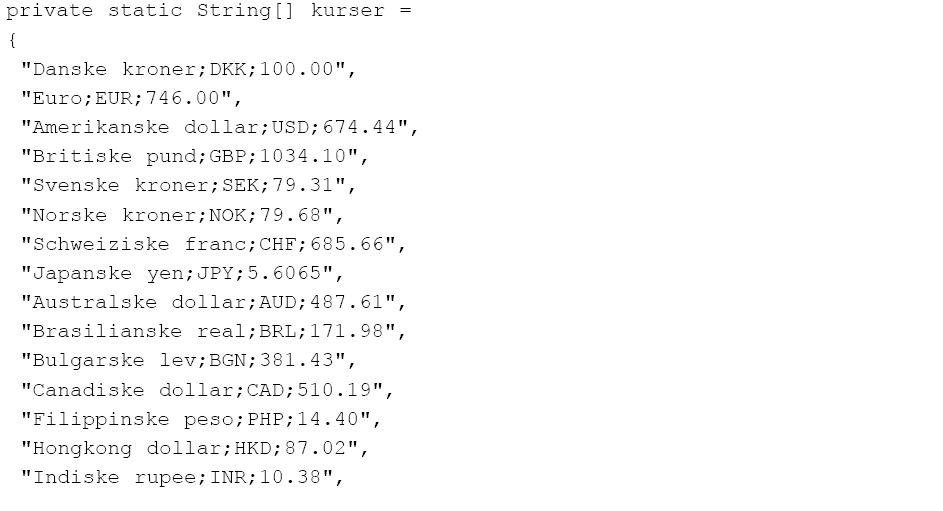 private static String[] kurser =
{
"Danske kroner;DKK;100.00",
"Euro;EUR;746.00",
"Amerikanske dollar;USD;674.44",
"Britiske pund;GBP;1034.10",
"Svenske kroner;SEK;79.31",
"Norske kroner;NOK;79.68",
"Schweiziske franc;CHF;685.66",
"Japanske yen;JPY;5.6065",
"Australske dollar;AUD;487.61",
"Brasilianske real;BRL;171.98",
"Bulgarske lev;BGN;381.43",
"Canadiske dollar;CAD;510.19",
"Filippinske peso;PHP;14.40",
"Hongkong dollar;HKD;87.02",
"Indiske rupee;INR;10.38",